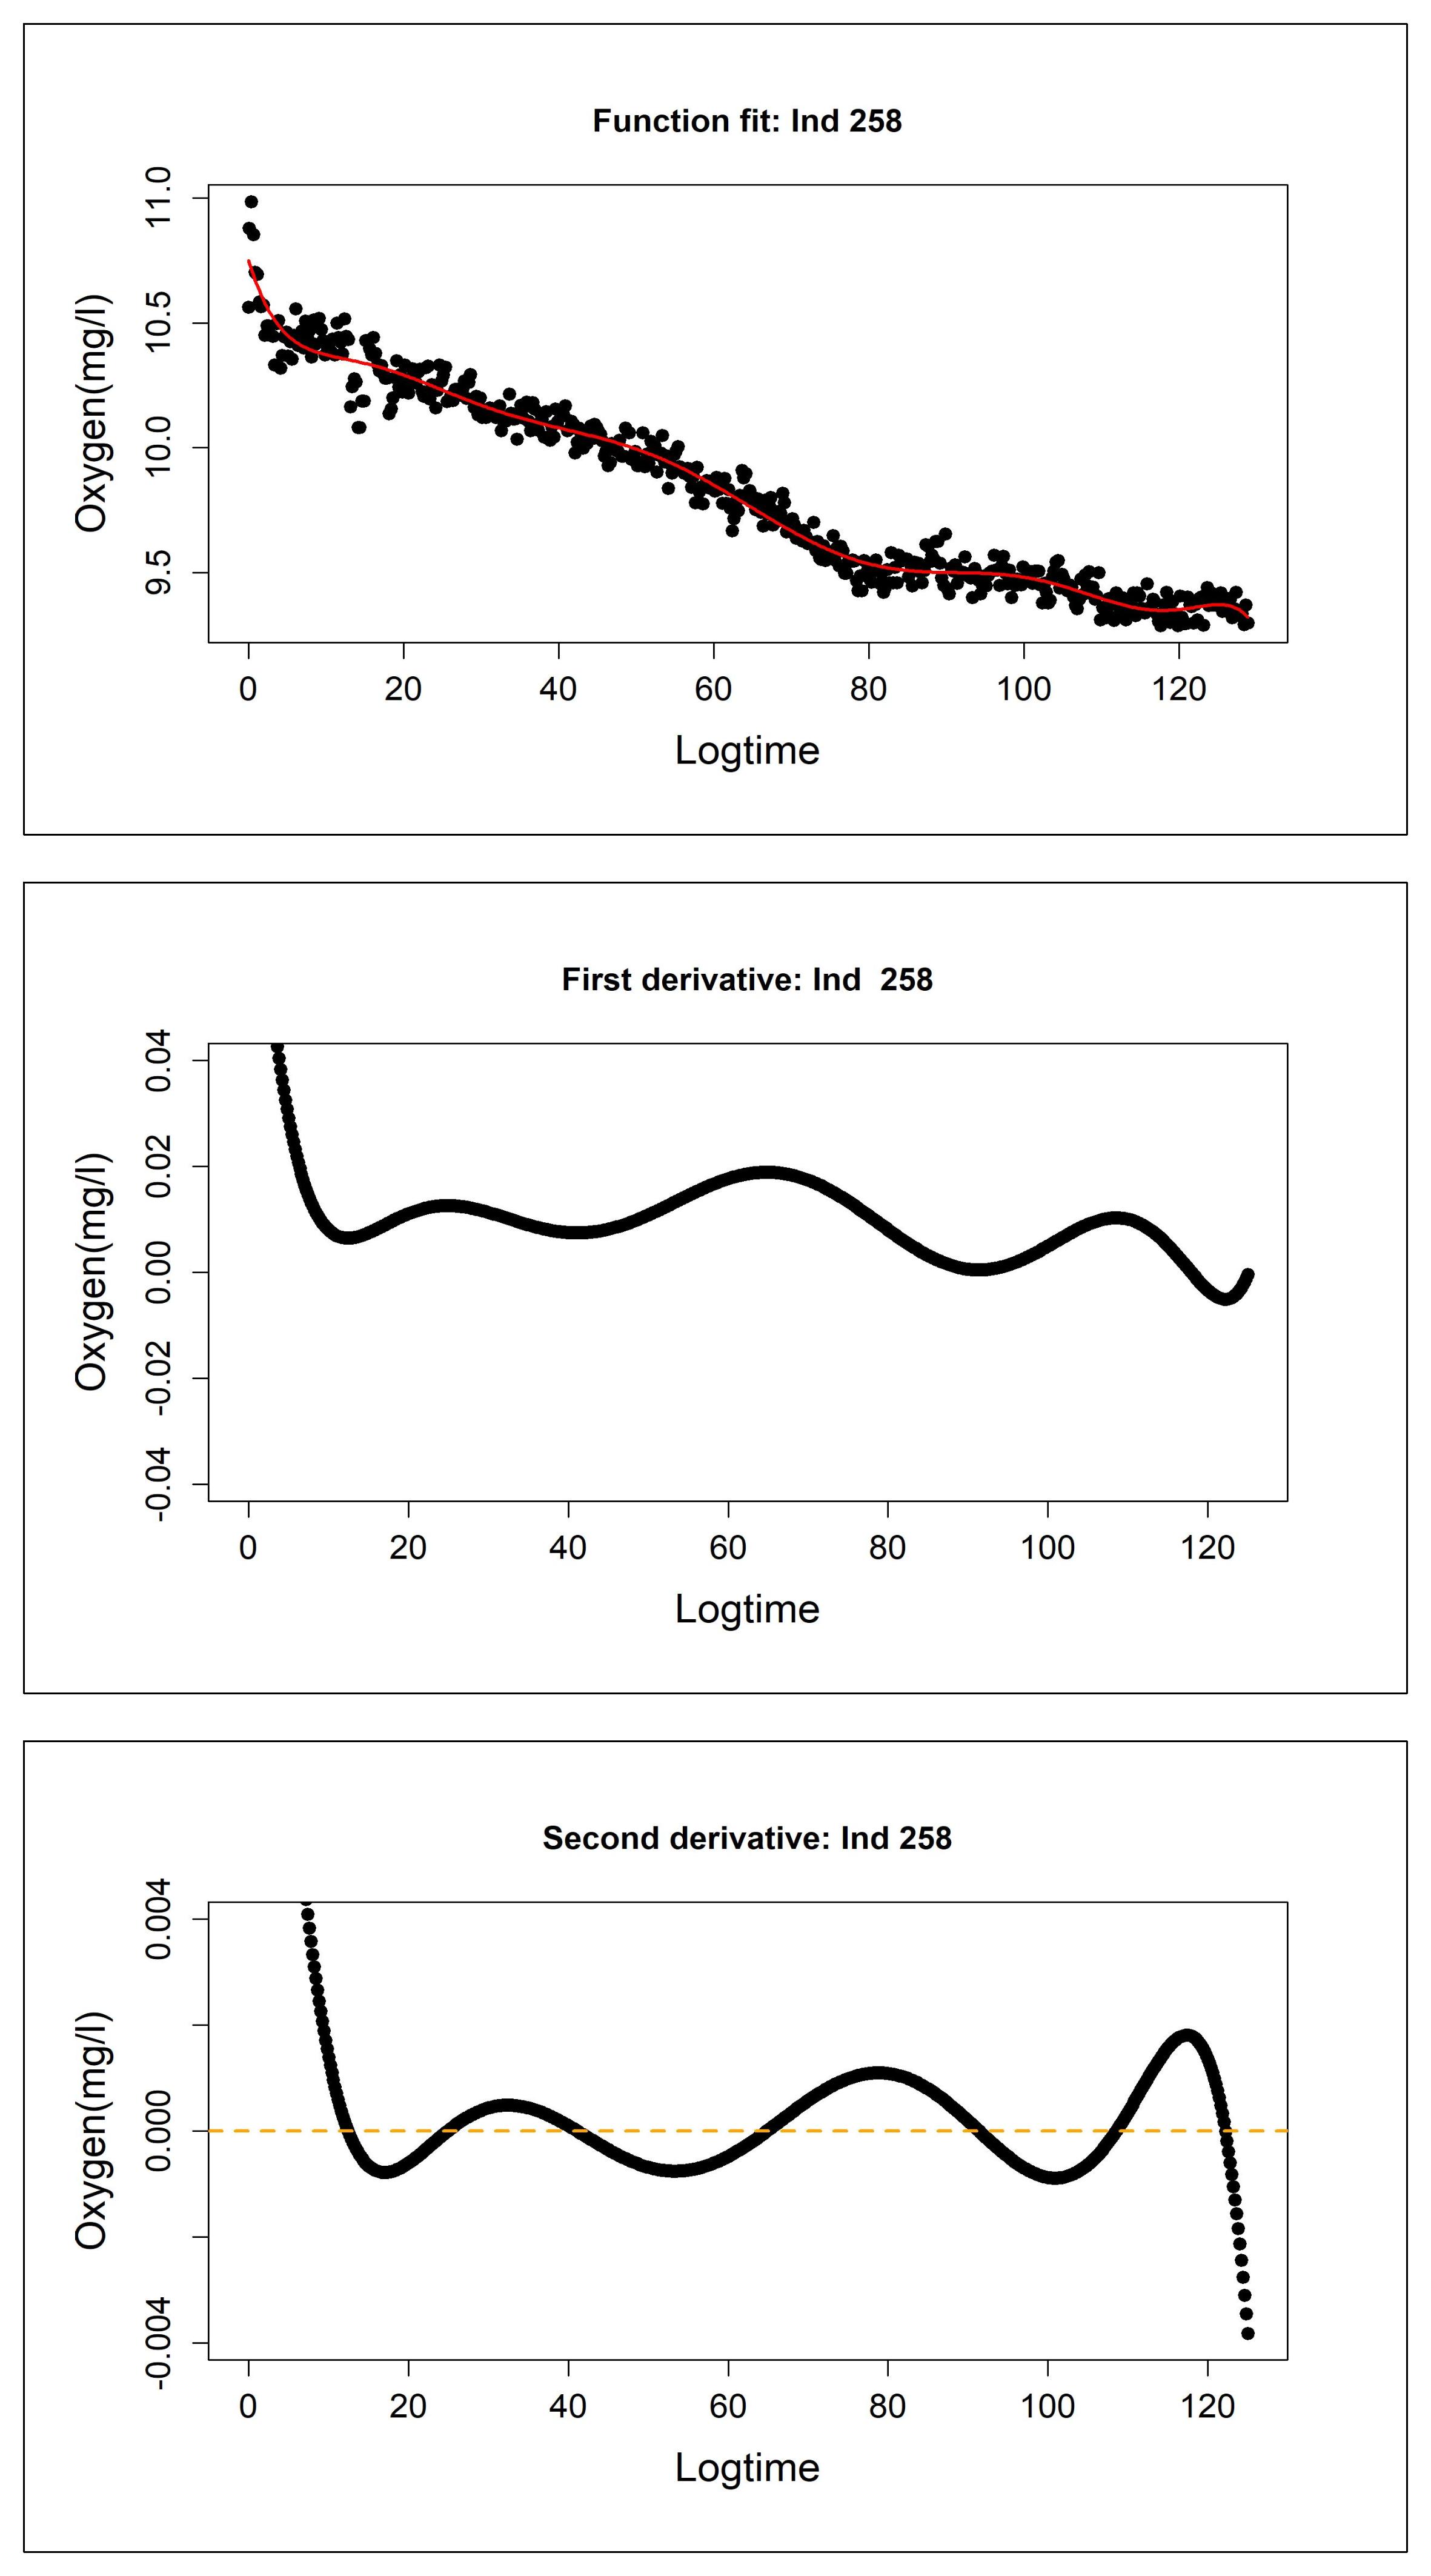 Function fit: Ind 258
Oxygen(mg/l)
11.0
10.5
10.0
9.5
0 20 40 60 80 100 120
Logtime
First derivative: Ind  258
Oxygen(mg/l)
0.04
0.02
0.00
-0.02
-0.04
0 20 40 60 80 100 120
Logtime
Second derivative: Ind 258
Oxygen(mg/l)
0.004
0.000
-0.004
0 20 40 60 80 100 120
Logtime